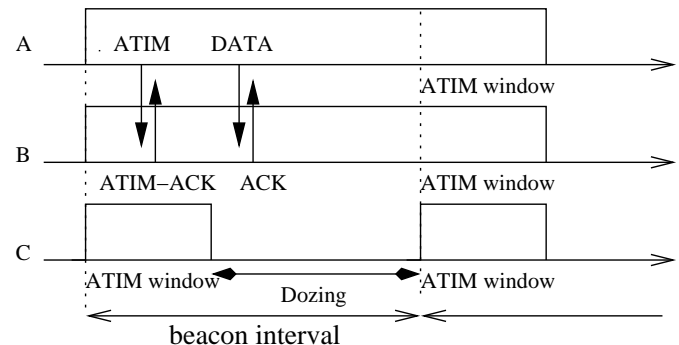 A
ATIM DATA
ATIM window
B
ATIM−ACK ACK
ATIM window
C
ATIM window
Dozing
ATIM window
beacon interval